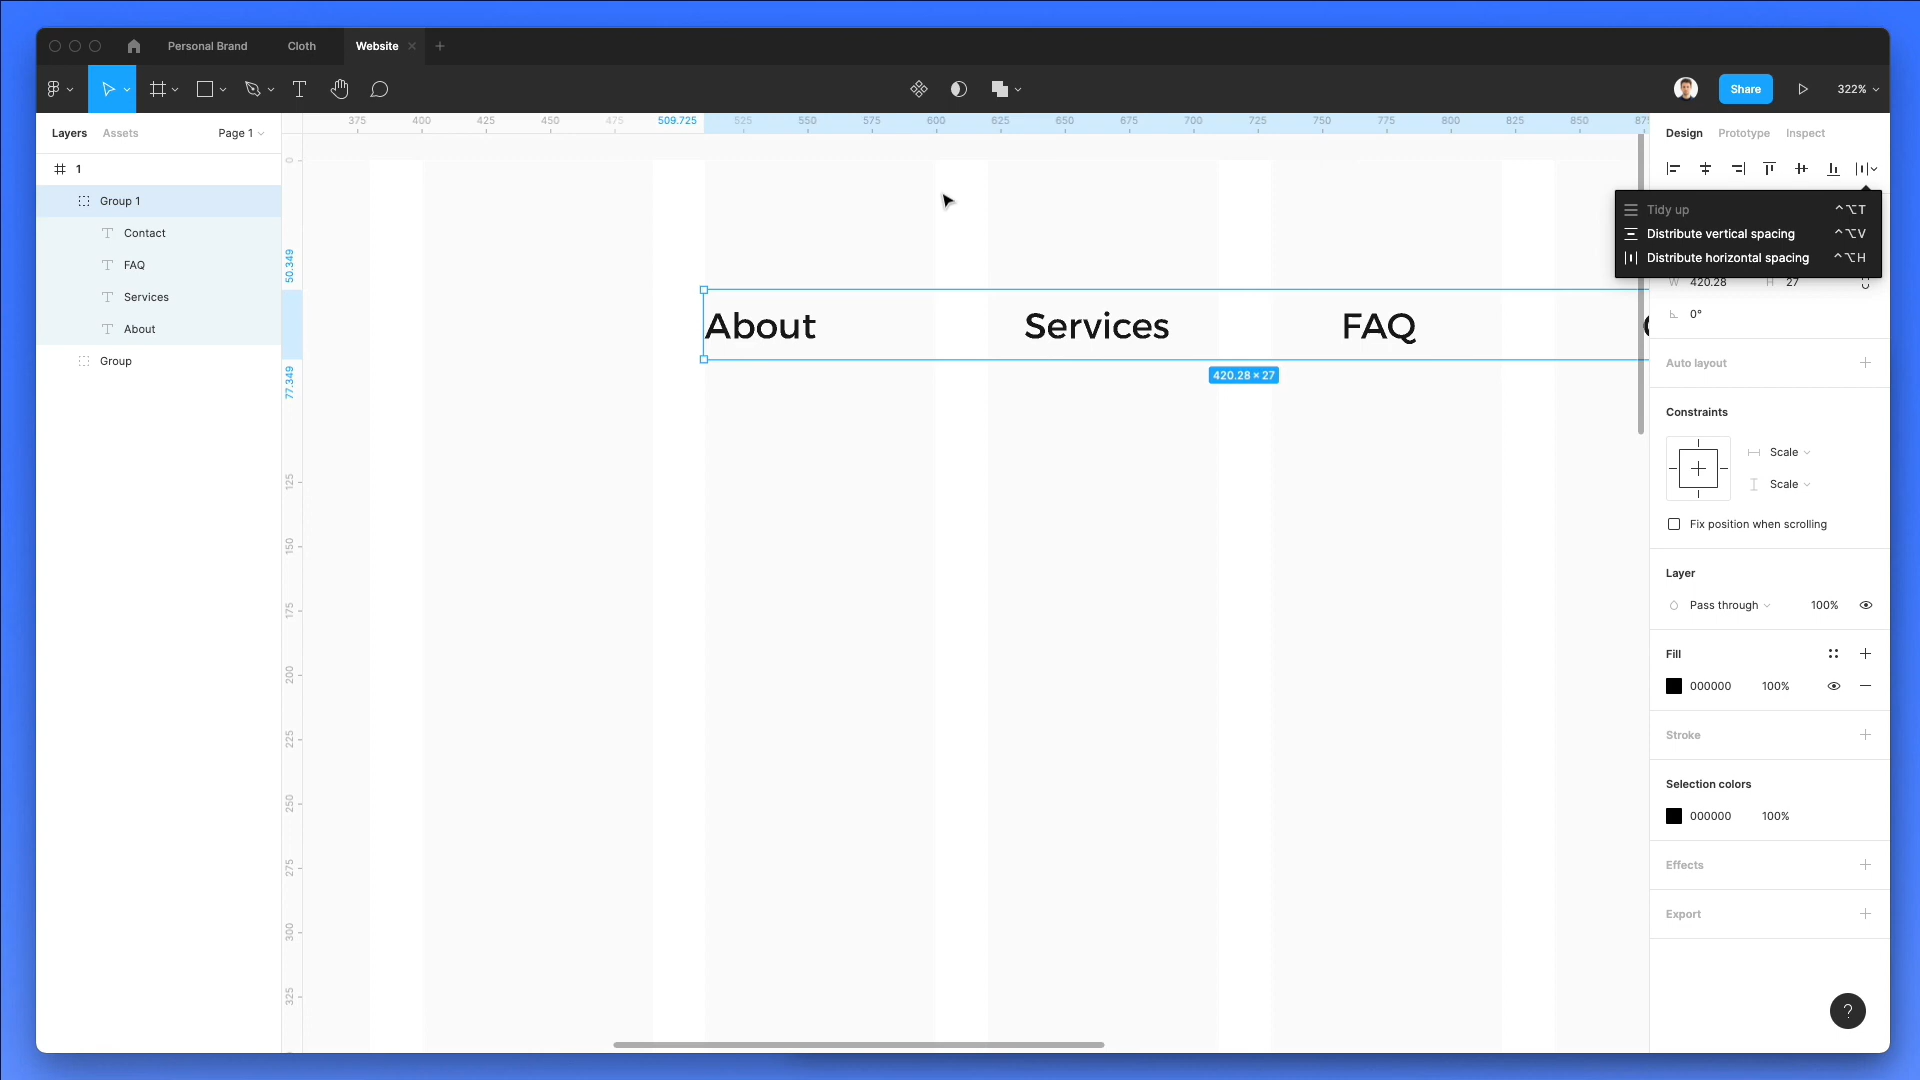 Personal Brand
Cloth
Website
Share
322%
Layers
Assets
Page 1
375
400
425
450
475
509.725
525
550
575
600
625
650
675
700
725
750
775
800
825
850
875
Design
Prototype
Inspect
1
Group 1
Contact
FAQ
Services
About
Group
0
50.349
77.349
125
150
175
200
225
250
275
300
325
About
Services
FAQ
420.28 × 27
Tidy up ⌃⌥T
Distribute vertical spacing ⌃⌥V
Distribute horizontal spacing ⌃⌥H
W 420.28 H 27
0°
Auto layout
Constraints
Scale
Scale
Fix position when scrolling
Layer
Pass through 100%
Fill
000000 100%
Stroke
Selection colors
000000 100%
Effects
Export
?